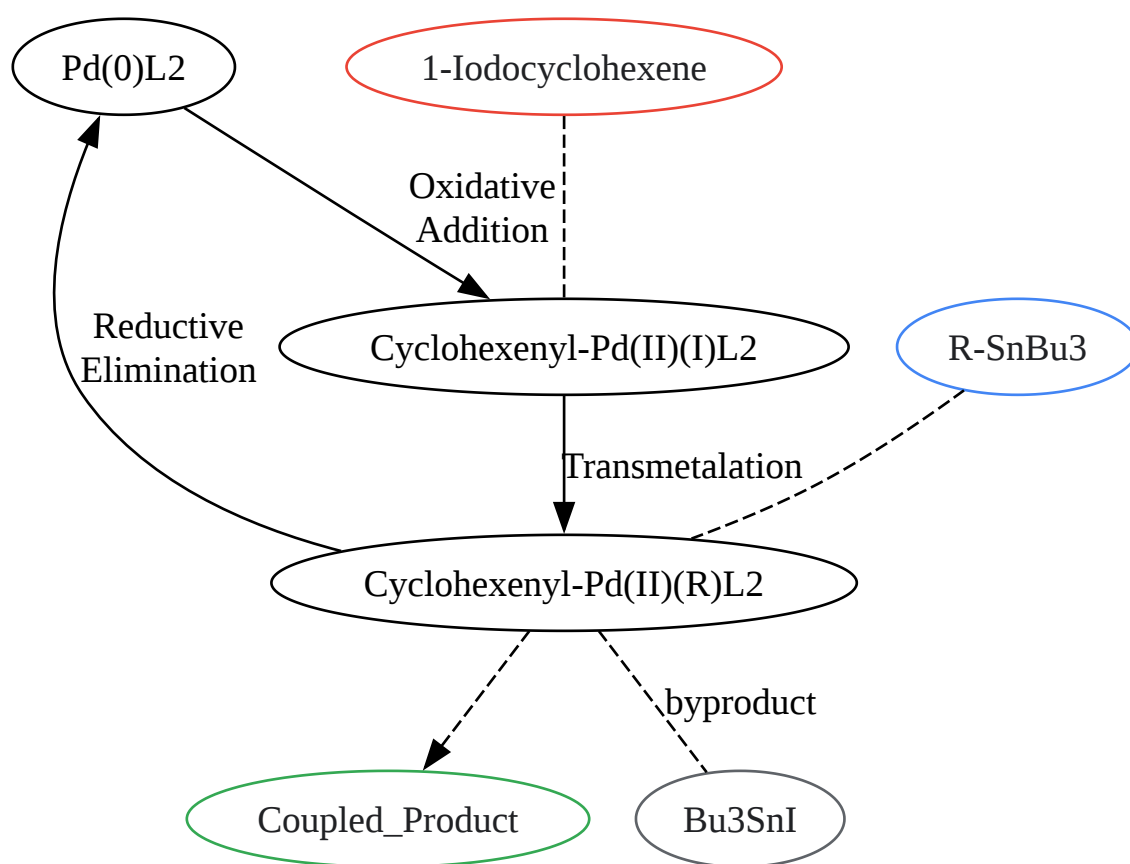 Pd(0)L2
1-Iodocyclohexene
Oxidative
Addition
Reductive
Elimination
Cyclohexenyl-Pd(II)(I)L2
R-SnBu3
Transmetalation
Cyclohexenyl-Pd(II)(R)L2
byproduct
Coupled_Product
Bu3SnI